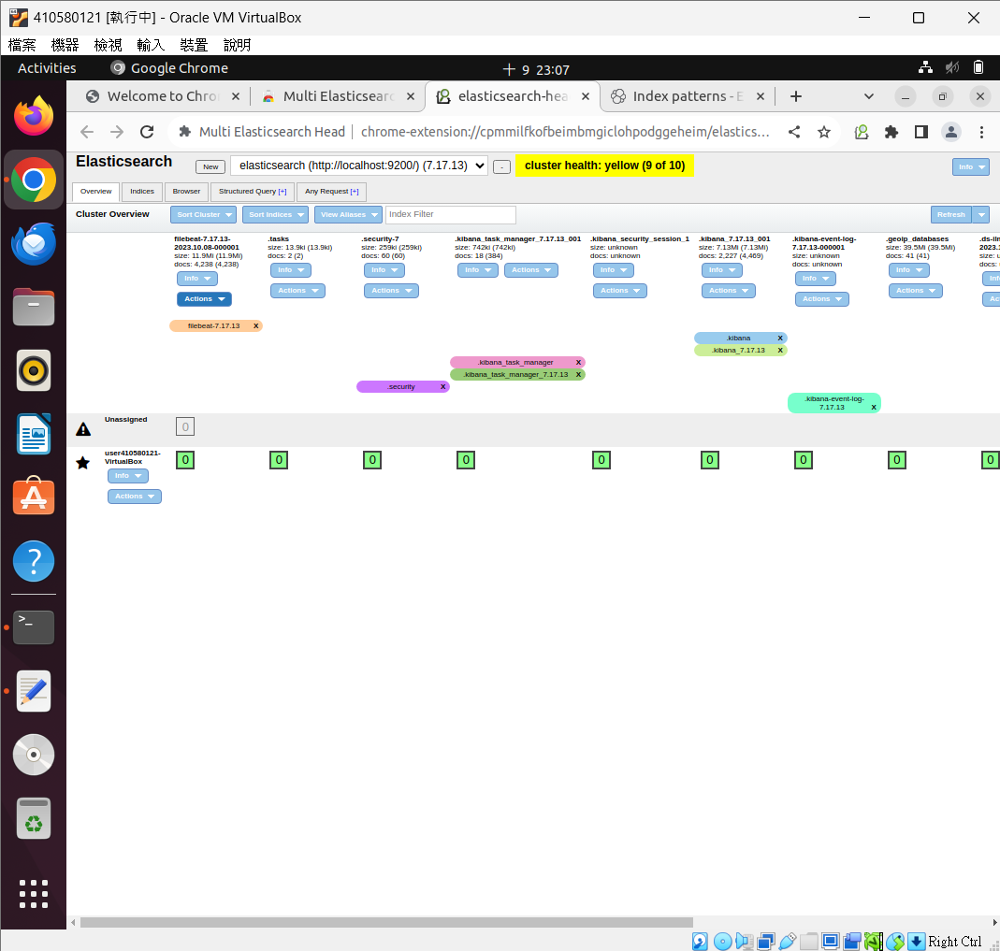 410580121 [執行中] - Oracle VM VirtualBox
檔案 機器 檢視 輸入 裝置 說明
Activities Google Chrome 十 9 23:07
Welcome to Chro Multi Elasticsearc elasticsearch-hea Index patterns - E
Multi Elasticsearch Head chrome-extension://cpmmilfkofbeimbmgiclohpodggeheim/elastics...
Elasticsearch New elasticsearch (http://localhost:9200/) (7.17.13) - cluster health: yellow (9 of 10) Info
Overview Indices Browser Structured Query [+] Any Request [+]
Cluster Overview Sort Cluster Sort Indices View Aliases Index Filter Refresh
filebeat-7.17.13-
2023.10.08-000001
size: 11.9Mi (11.9Mi)
docs: 4,238 (4,238)
Info
Actions
.tasks
size: 13.9ki (13.9ki)
docs: 2 (2)
Info
Actions
.security-7
size: 259ki (259ki)
docs: 60 (60)
Info
Actions
.kibana_task_manager_7.17.13_001
size: 742ki (742ki)
docs: 18 (384)
Info Actions
.kibana_security_session_1
size: unknown
docs: unknown
Info
Actions
.kibana_7.17.13_001
size: 7.13Mi (7.13Mi)
docs: 2,227 (4,469)
Info
Actions
.kibana-event-log-
7.17.13-000001
size: unknown
docs: unknown
Info
Actions
.geoip_databases
size: 39.5Mi (39.5Mi)
docs: 41 (41)
Info
Actions
.ds-iln
2023.1
size: u
docs: u
Inf
Ac
filebeat-7.17.13 X
.kibana X
.kibana_7.17.13 X
.kibana_task_manager X
.kibana_task_manager_7.17.13 X
.security X
.kibana-event-log-
7.17.13 X
Unassigned 0
user410580121-
VirtualBox
Info
Actions
0 0 0 0 0 0 0 0 0
Right Ctrl